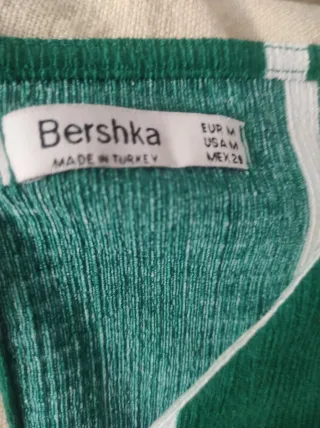 Bershka
MADE IN TURKEY
EUR M
USA M
MEX 28